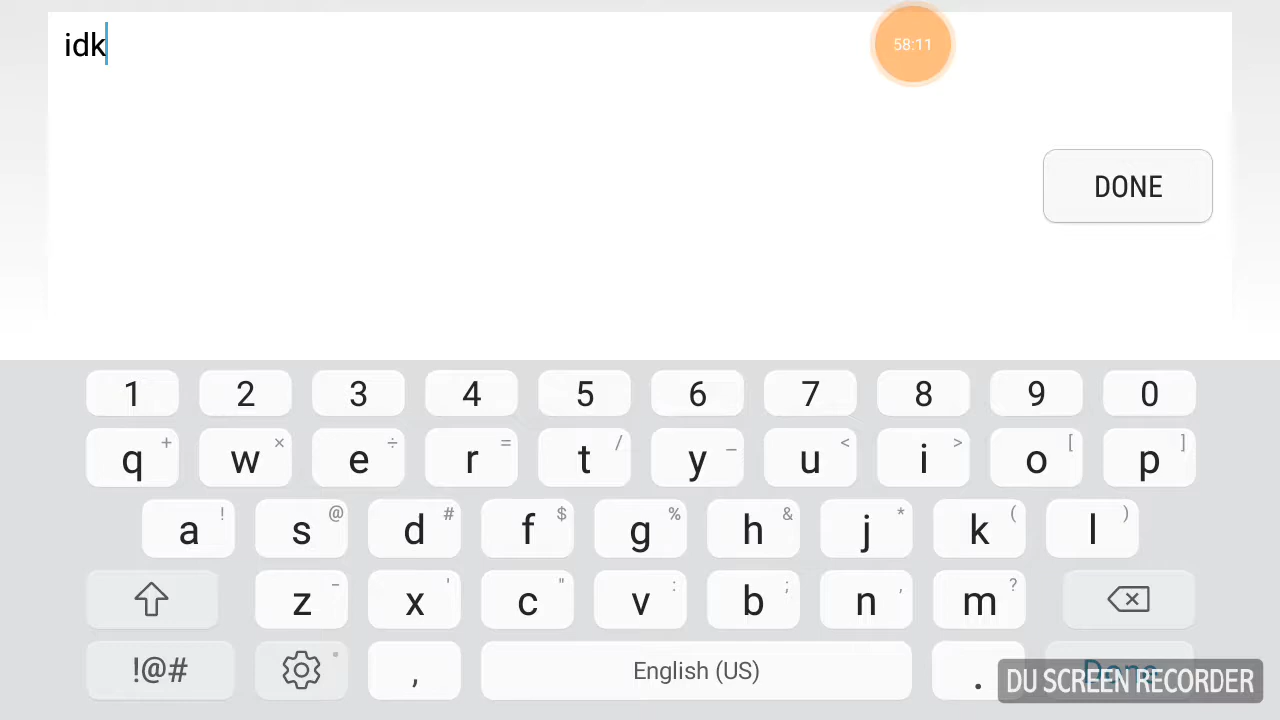 idk
58:11
DONE
1 2 3 4 5 6 7 8 9 0
q + w × e ÷ r = t / y _ u < i > o [ p ]
a ! s @ d # f $ g % h & j * k ( l )
z - x ' c " v : b ; n , m ?
!@# , English (US) . Done
DU SCREEN RECORDER